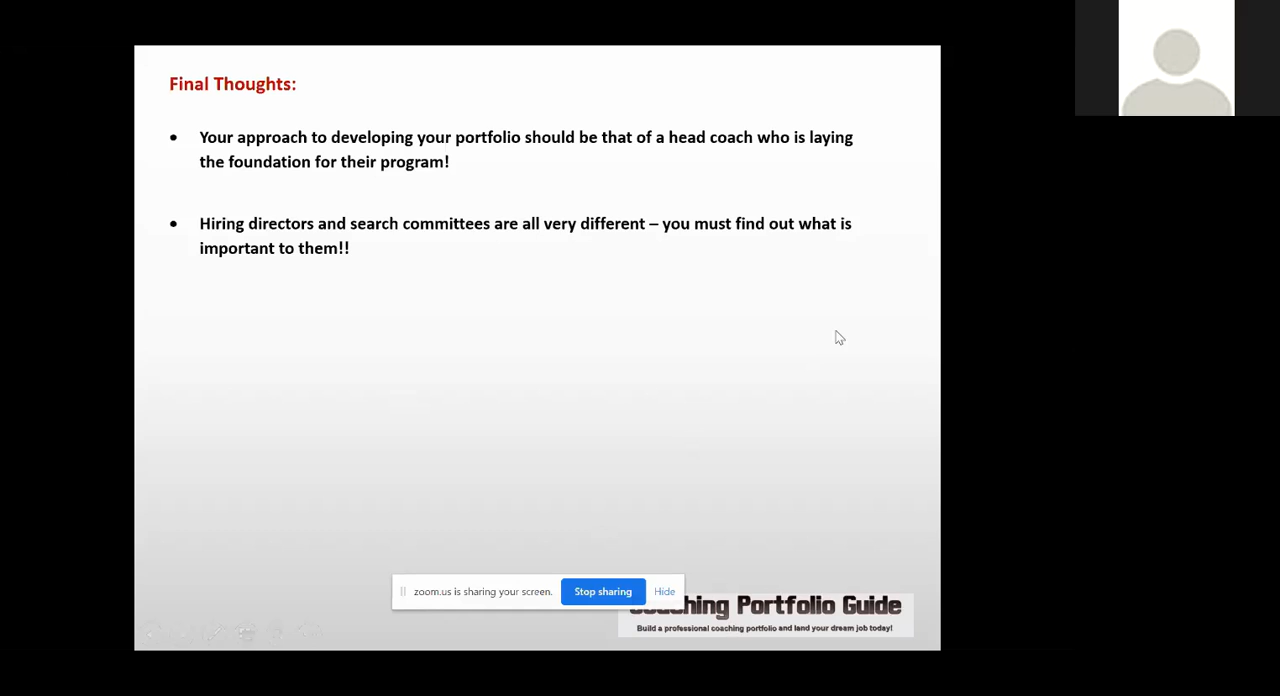 Final Thoughts:
• Your approach to developing your portfolio should be that of a head coach who is laying
the foundation for their program!
• Hiring directors and search committees are all very different – you must find out what is
important to them!!
zoom.us is sharing your screen. Stop sharing Hide
Portfolio Guide
Build a professional coaching portfolio and land your dream job today!